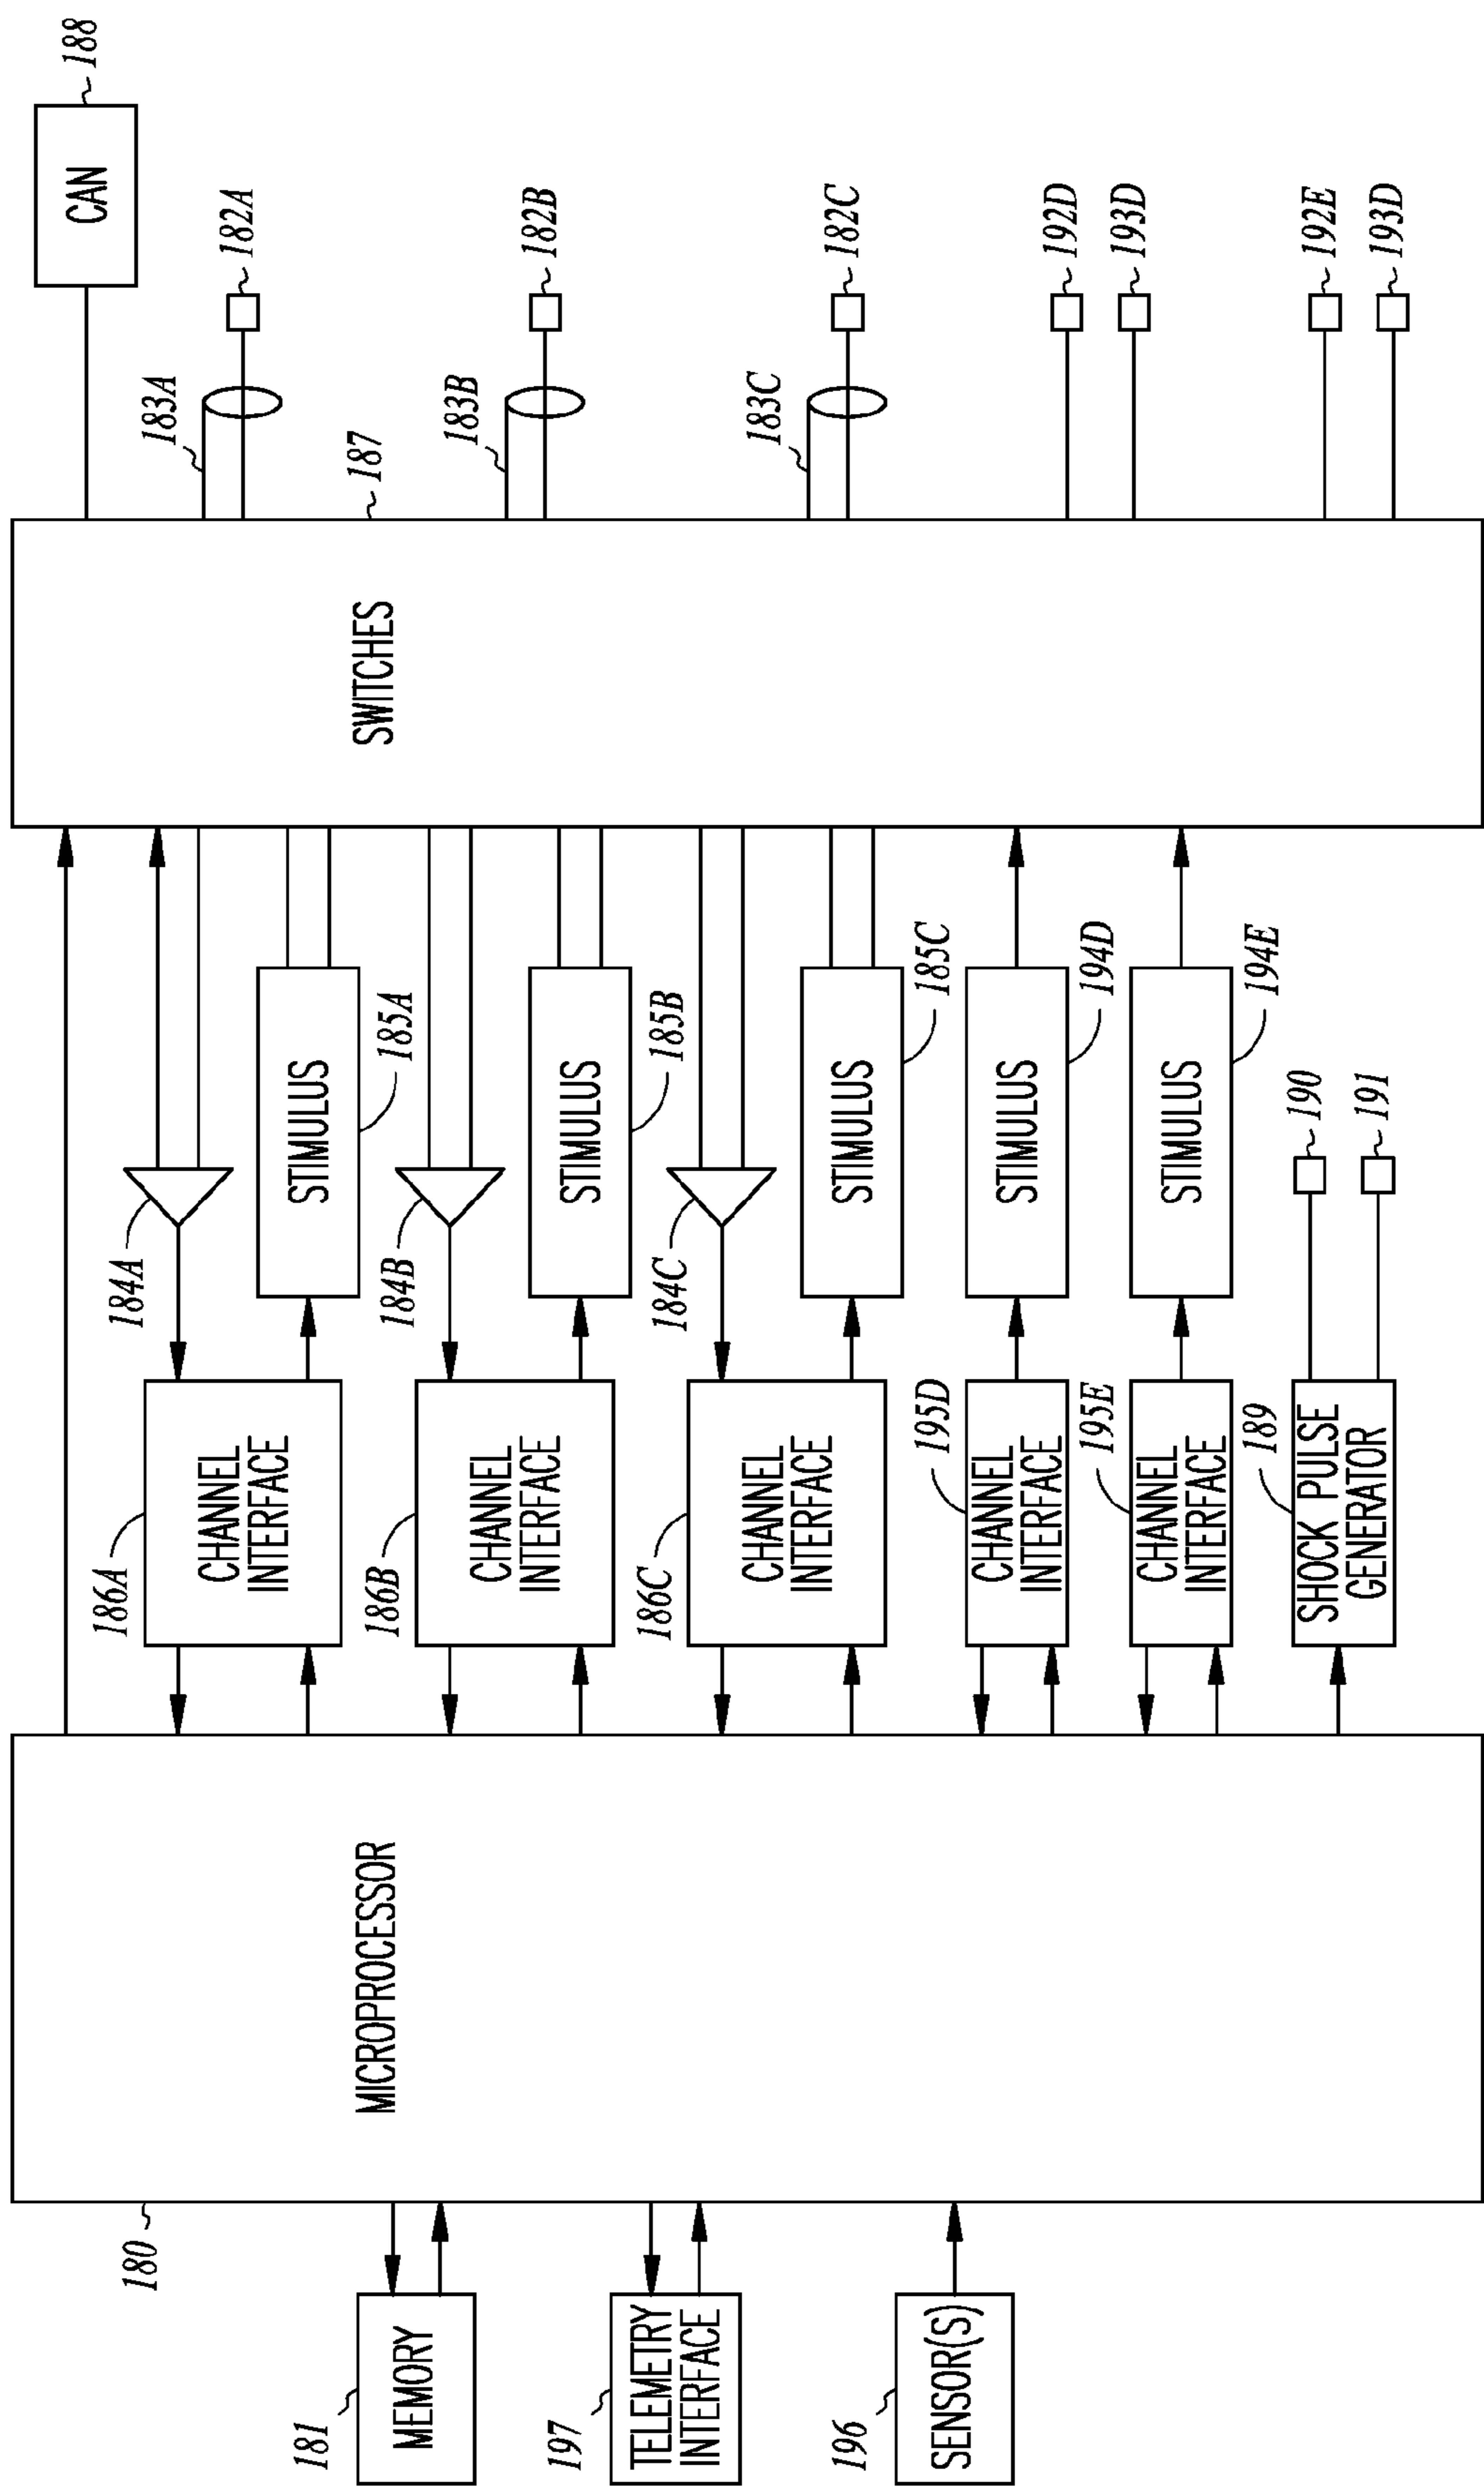 188
CAN
182A
183A
187
182B
183B
182C
183C
192D
193D
192E
193D
SWITCHES
184A
STIMULUS
185A
184B
STIMULUS
185B
184C
STIMULUS
185C
STIMULUS
194D
STIMULUS
194E
190
191
186A
CHANNEL
INTERFACE
186B
CHANNEL
INTERFACE
186C
CHANNEL
INTERFACE
195D
CHANNEL
INTERFACE
195E
CHANNEL
INTERFACE
189
SHOCK PULSE
GENERATOR
MICROPROCESSOR
180
181
MEMORY
197
TELEMETRY
INTERFACE
196
SENSOR(S)